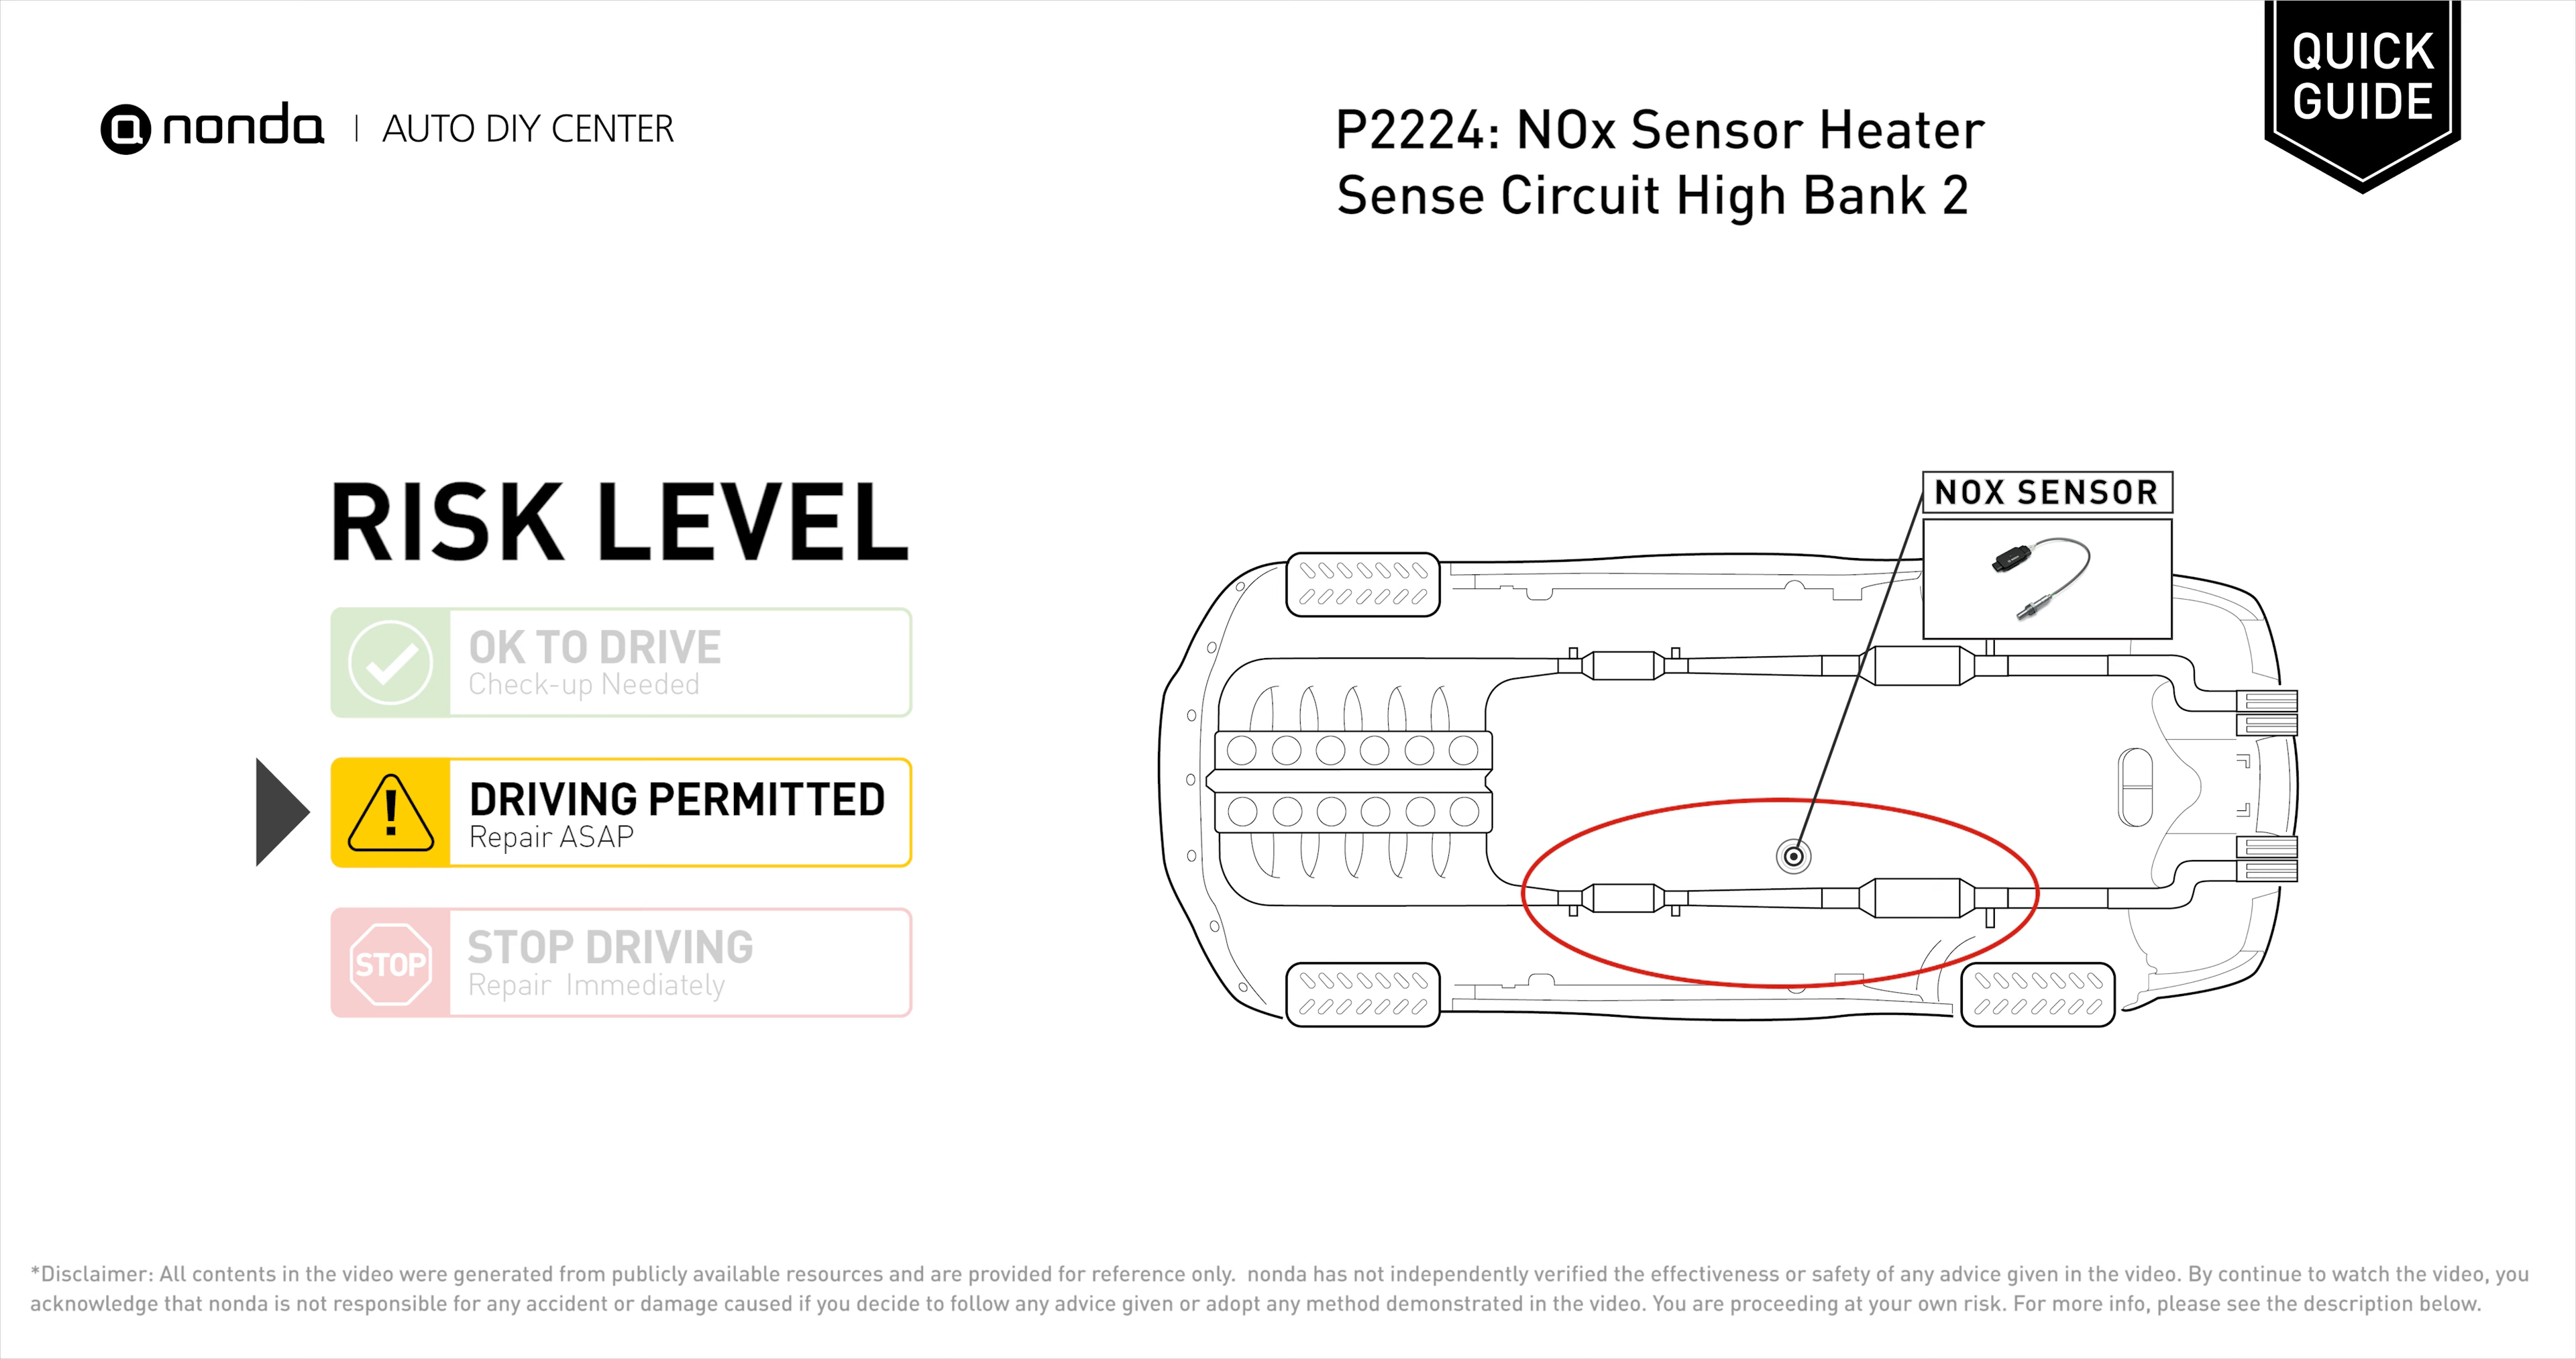 QUICK
GUIDE
nonda | AUTO DIY CENTER
P2224: NOx Sensor Heater
Sense Circuit High Bank 2
RISK LEVEL
OK TO DRIVE
Check-up Needed
DRIVING PERMITTED
Repair ASAP
STOP
STOP DRIVING
Repair Immediately
NOX SENSOR
*Disclaimer: All contents in the video were generated from publicly available resources and are provided for reference only. nonda has not independently verified the effectiveness or safety of any advice given in the video. By continue to watch the video, you
acknowledge that nonda is not responsible for any accident or damage caused if you decide to follow any advice given or adopt any method demonstrated in the video. You are proceeding at your own risk. For more info, please see the description below.